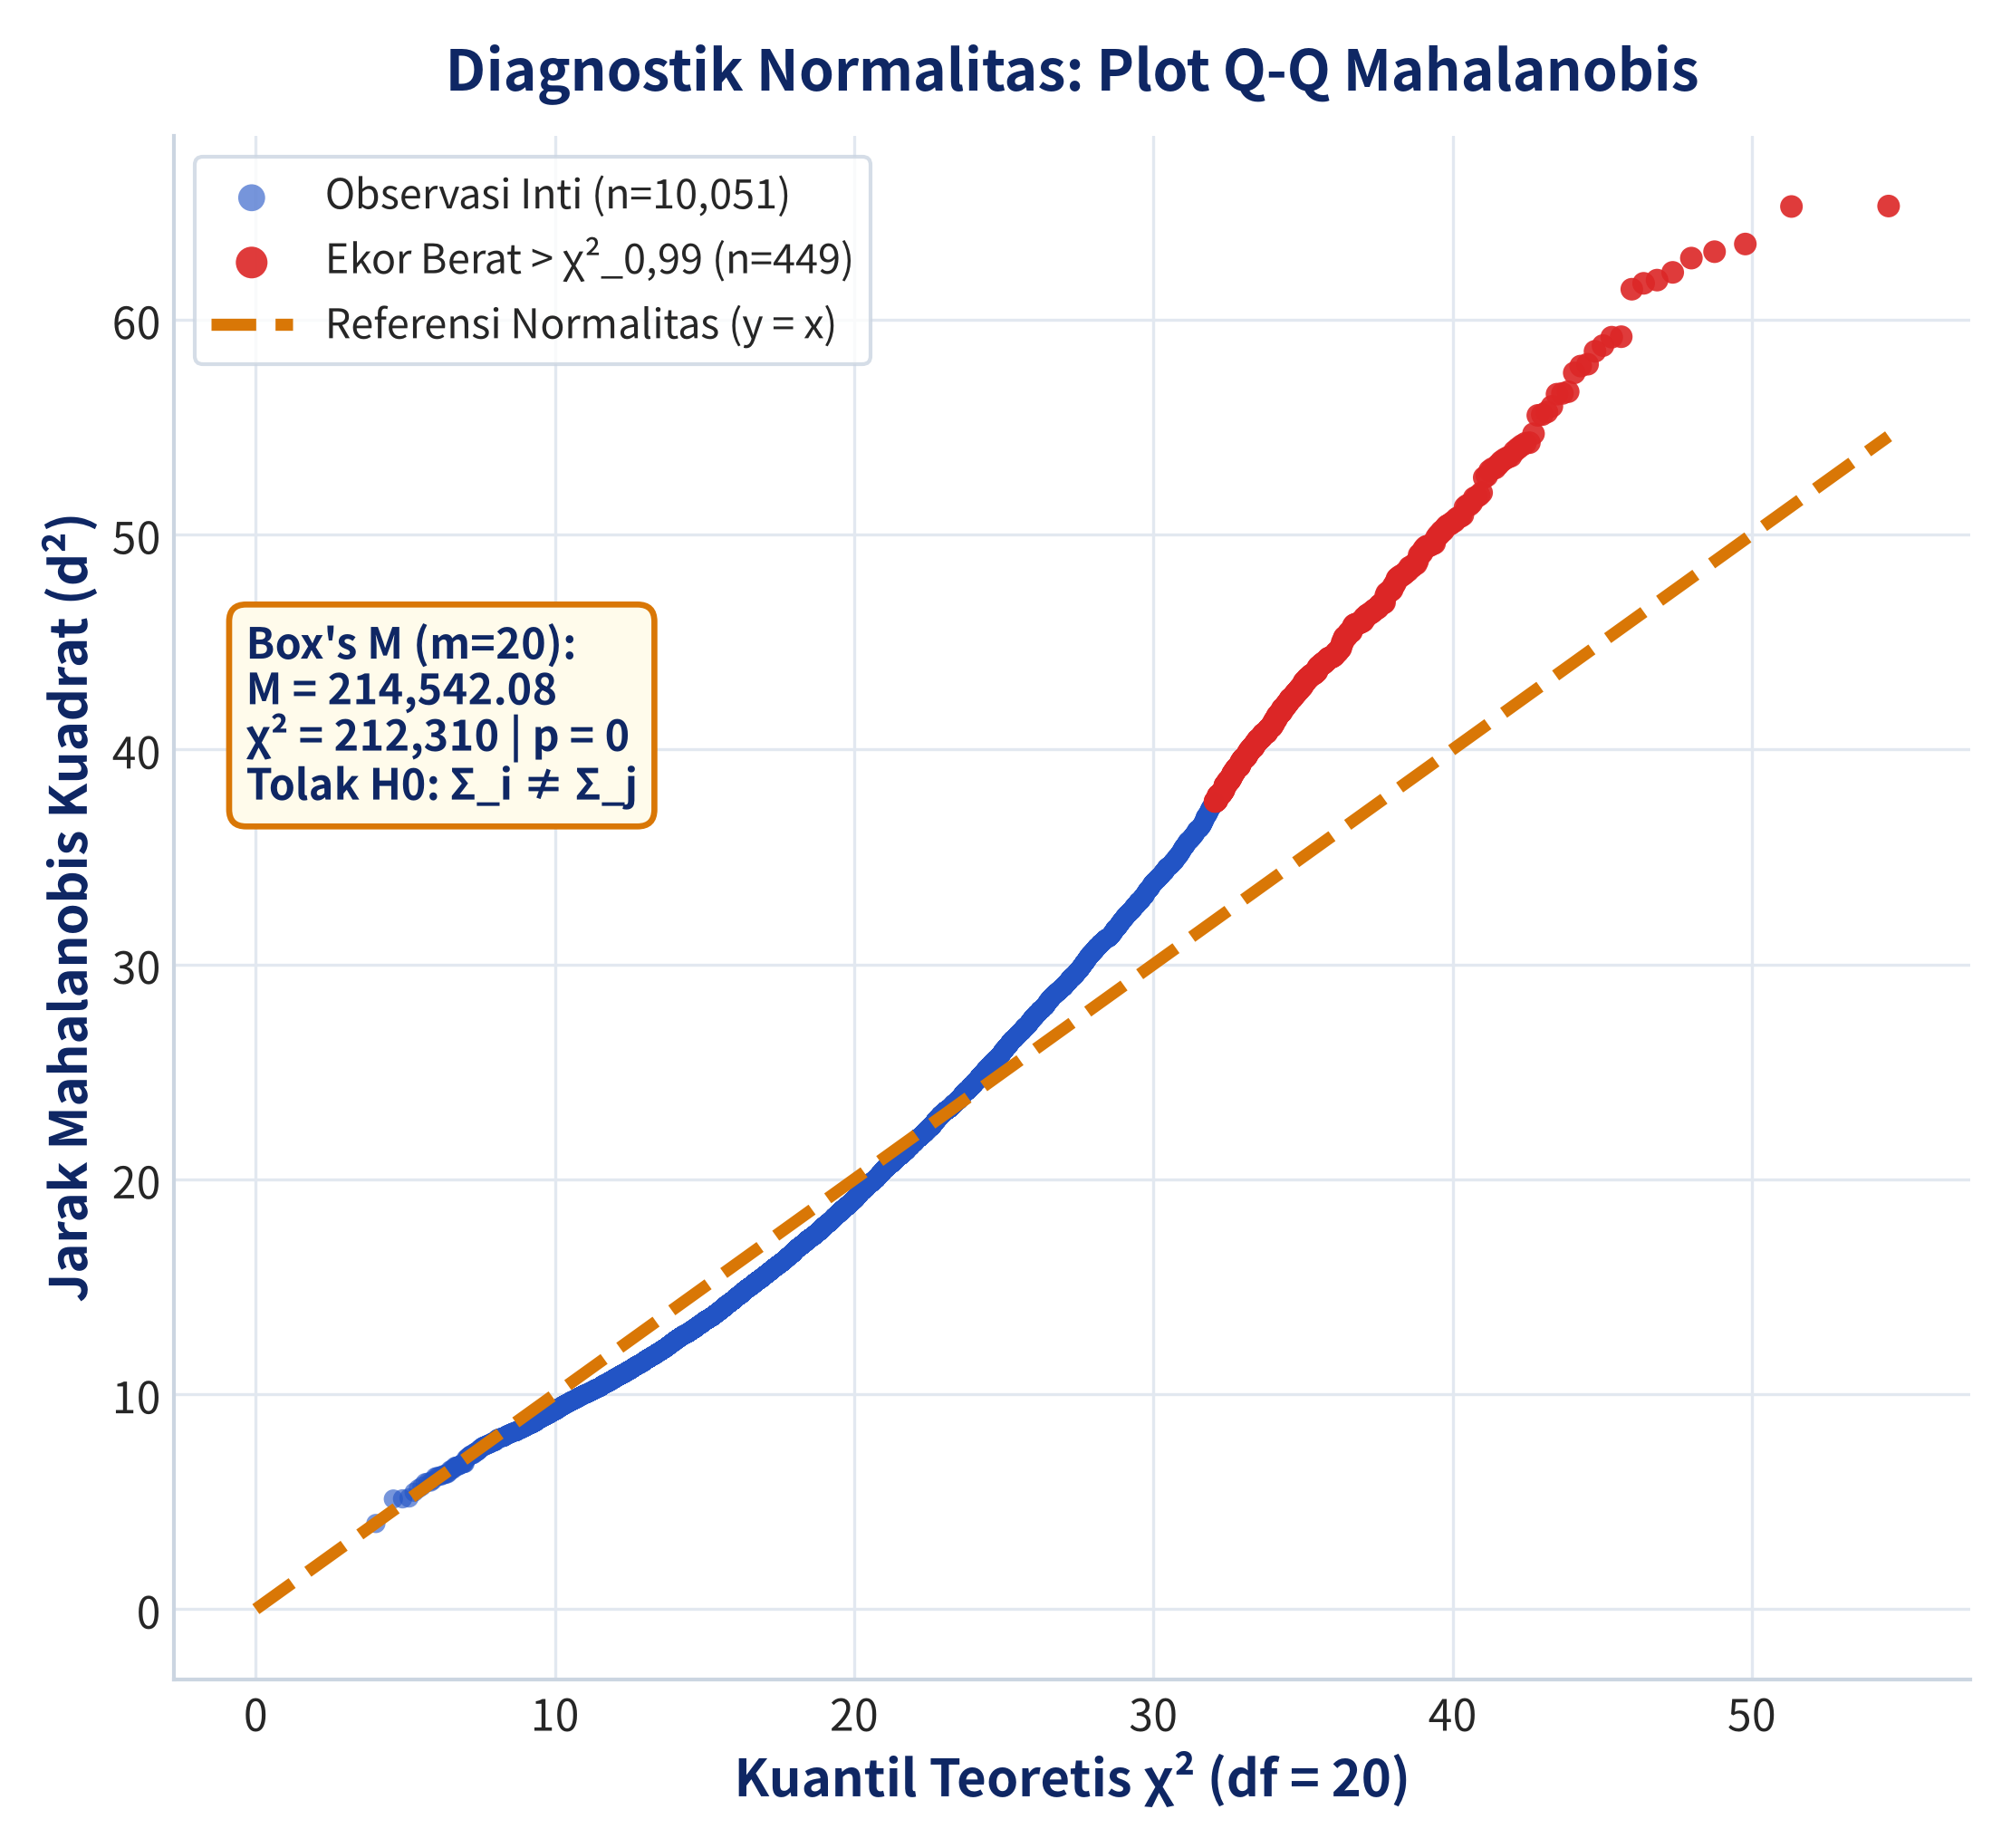 Diagnostik Normalitas: Plot Q-Q Mahalanobis
Observasi Inti (n=10,051)
Ekor Berat > χ²_0,99 (n=449)
Referensi Normalitas (y = x)
60
50
40
30
20
10
0
Jarak Mahalanobis Kuadrat (d²)
Box's M (m=20):
M = 214,542.08
χ² = 212,310 | p = 0
Tolak H0: Σ_i ≠ Σ_j
0 10 20 30 40 50
Kuantil Teoretis χ² (df = 20)